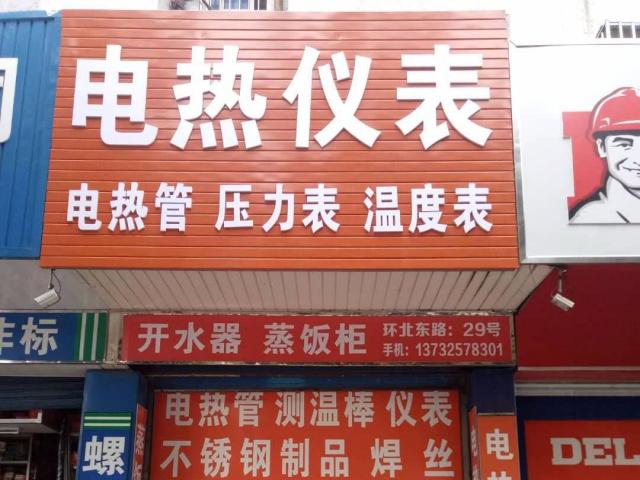 电热仪表
电热管 压力表 温度表
开水器 蒸饭柜
环北东路：29号
手机：13732578301
非标
电热管 测温棒 仪表
不锈钢制品 焊 丝
螺
电
DEL